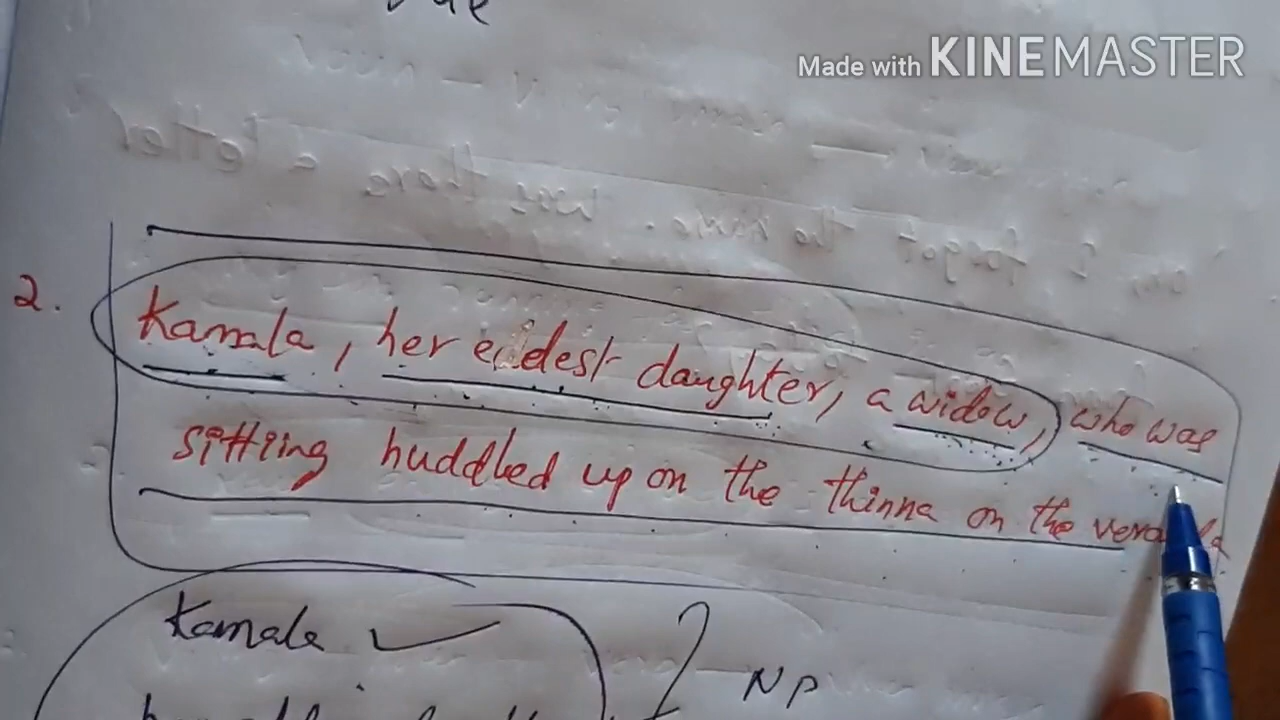 Made with KINEMASTER
2. Kamala, her eldest daughter, a widow, who was
sitting huddled up on the thinna on the
Kamala
NP